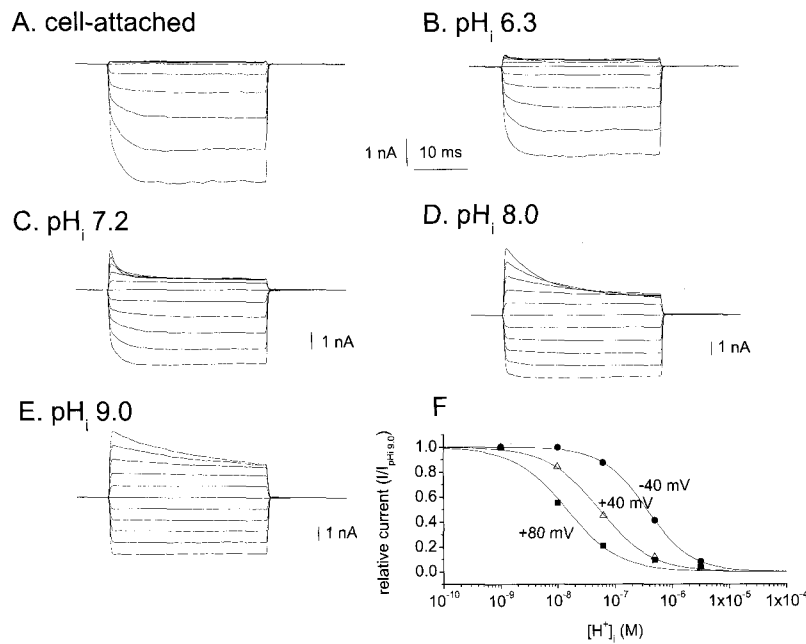 A. cell-attached
B. pHi 6.3
1 nA
10 ms
C. pHi 7.2
1 nA
D. pHi 8.0
1 nA
E. pHi 9.0
1 nA
F
relative current (I/IpHi 9.0)
1.0
0.8
0.6
0.4
0.2
0.0
-40 mV
+40 mV
+80 mV
10-10 10-9 10-8 10-7 10-6 1x10-5 1x10-4
[H+]i (M)